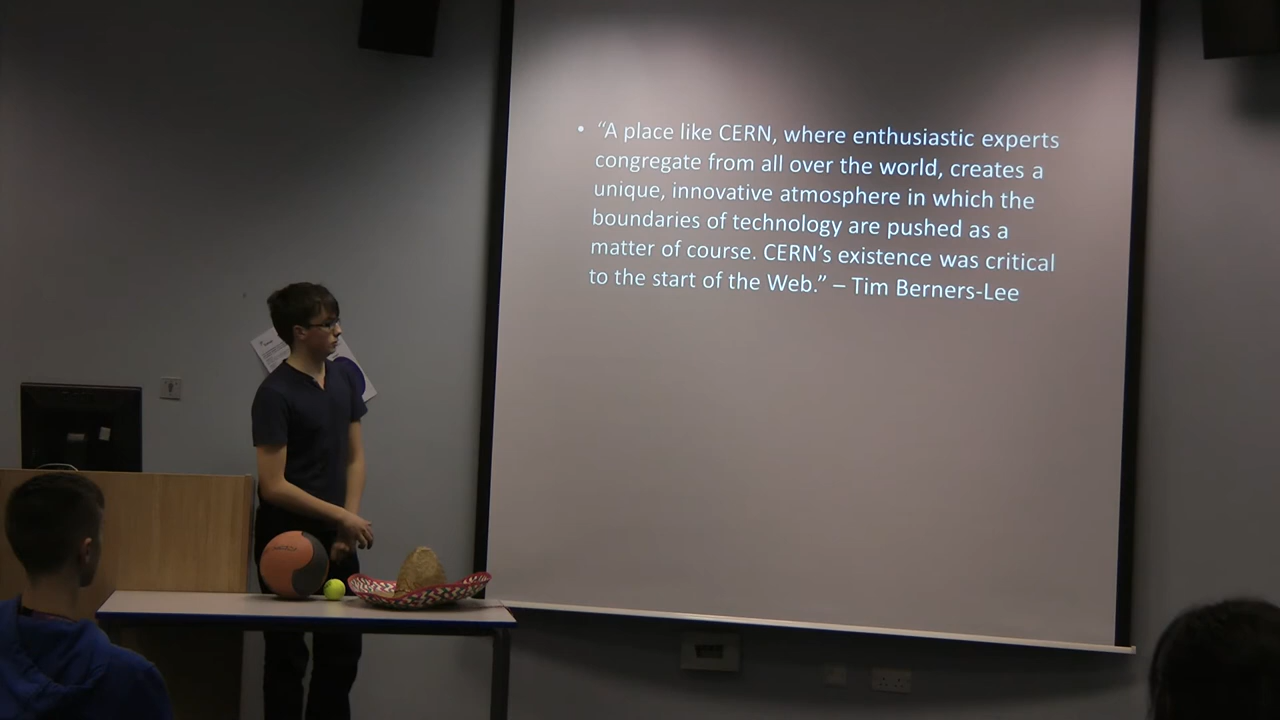 • “A place like CERN, where enthusiastic experts
congregate from all over the world, creates a
unique, innovative atmosphere in which the
boundaries of technology are pushed as a
matter of course. CERN’s existence was critical
to the start of the Web.” – Tim Berners-Lee